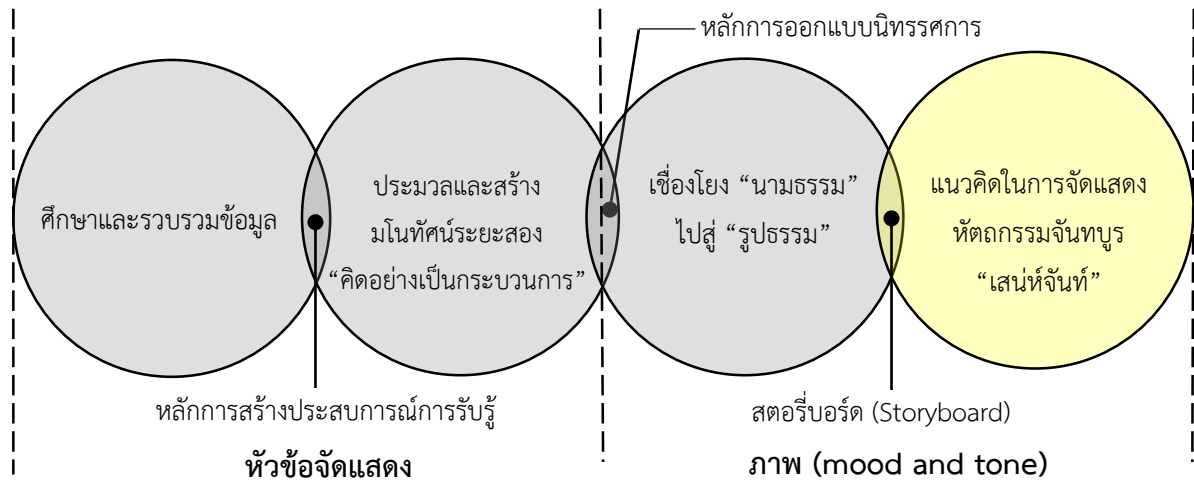 หลักการออกแบบนิทรรศการ
ศึกษาและรวบรวมข้อมูล
ประมวลและสร้าง
มโนทัศน์ระยะสอง
“คิดอย่างเป็นกระบวนการ”
เชื่องโยง “นามธรรม”
ไปสู่ “รูปธรรม”
แนวคิดในการจัดแสดง
หัตถกรรมจันทบูร
“เสน่ห์จันท์”
หลักการสร้างประสบการณ์การรับรู้
สตอรี่บอร์ด (Storyboard)
หัวข้อจัดแสดง
ภาพ (mood and tone)